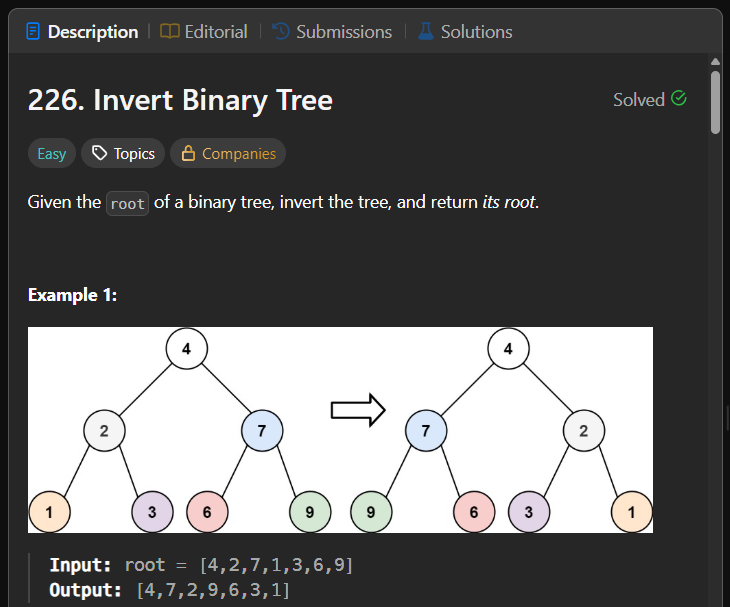 Description | Editorial | Submissions | Solutions
226. Invert Binary Tree Solved
Easy Topics Companies
Given the root of a binary tree, invert the tree, and return its root.
Example 1:
4 4
2 7 7 2
1 3 6 9 9 6 3 1
Input: root = [4,2,7,1,3,6,9]
Output: [4,7,2,9,6,3,1]